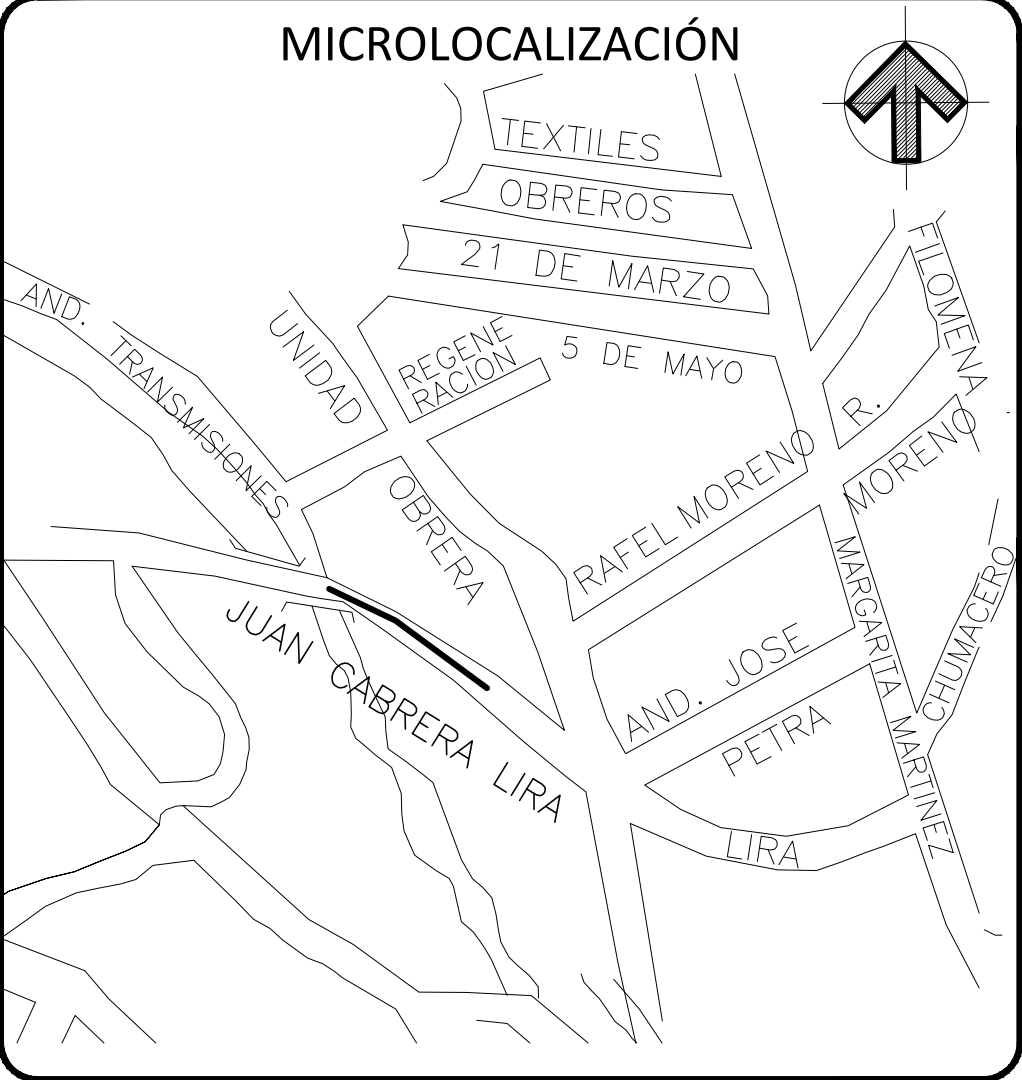 MICROLOCALIZACIÓN
TEXTILES
OBREROS
21 DE MARZO
FILOMENA
AND. TRANSMISIONES
UNIDAD
REGENE
RACION
5 DE MAYO
R. MORENO
RAFEL MORENO
OBRERA
MARGARITA MARTINEZ
CHUMACERO
JUAN CABRERA LIRA
AND. JOSE
PETRA
LIRA